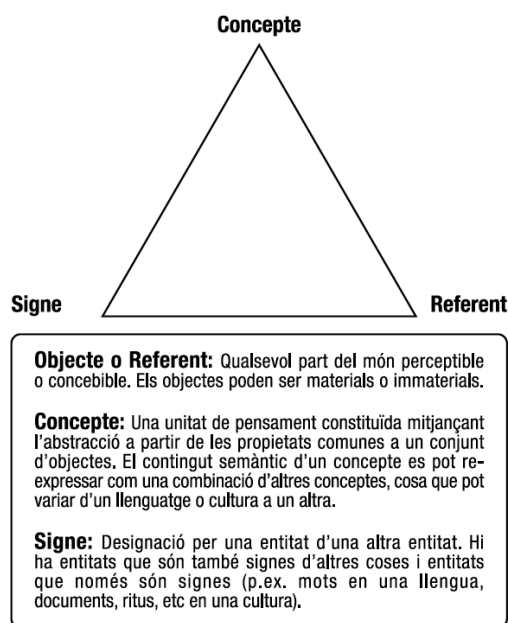 Concepte
Signe
Referent
Objecte o Referent: Qualsevol part del món perceptible
o concebible. Els objectes poden ser materials o immaterials.
Concepte: Una unitat de pensament constituïda mitjançant
l'abstracció a partir de les propietats comunes a un conjunt
d'objectes. El contingut semàntic d'un concepte es pot re-
expressar com una combinació d'altres conceptes, cosa que pot
variar d'un llenguatge o cultura a un altra.
Signe: Designació per una entitat d'una altra entitat. Hi
ha entitats que són també signes d'altres coses i entitats
que només són signes (p.ex. mots en una llengua,
documents, ritus, etc en una cultura).